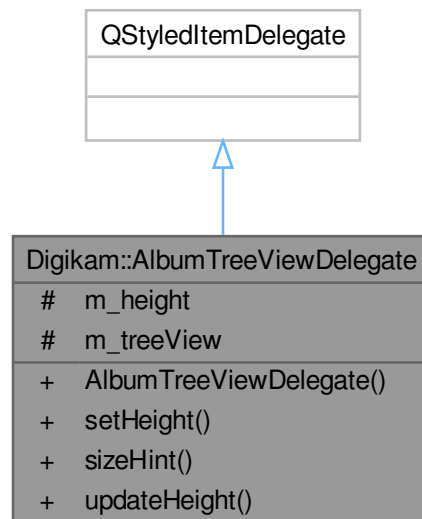 QStyledItemDelegate
Digikam::AlbumTreeViewDelegate
# m_height
# m_treeView
+ AlbumTreeViewDelegate()
+ setHeight()
+ sizeHint()
+ updateHeight()